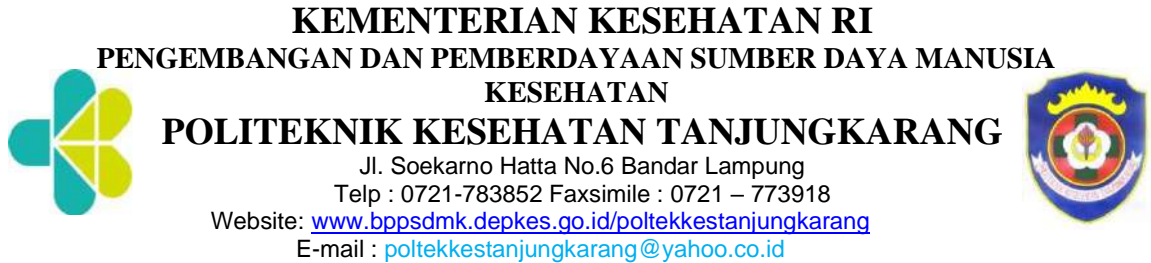 KEMENTERIAN KESEHATAN RI
PENGEMBANGAN DAN PEMBERDAYAAN SUMBER DAYA MANUSIA
KESEHATAN
POLITEKNIK KESEHATAN TANJUNGKARANG
Jl. Soekarno Hatta No.6 Bandar Lampung
Telp : 0721-783852 Faxsimile : 0721 – 773918
Website: www.bppsdmk.depkes.go.id/poltekkestanjungkarang
E-mail : poltekkestanjungkarang@yahoo.co.id